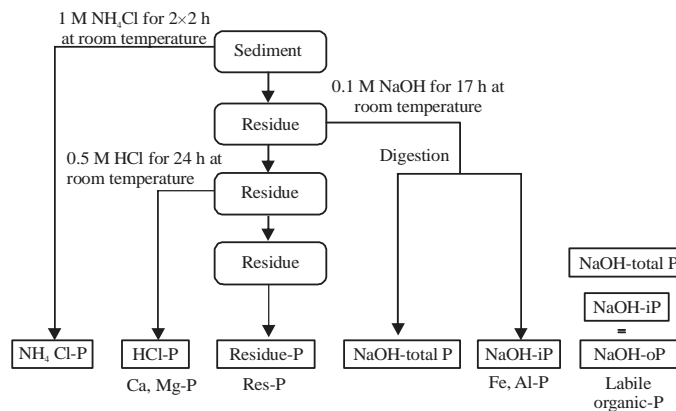 1 M NH₄Cl for 2×2 h
at room temperature
Sediment
0.1 M NaOH for 17 h at
room temperature
Residue
0.5 M HCl for 24 h at
room temperature
Digestion
Residue
Residue
NaOH-total P
NaOH-iP
=
NH₄ Cl-P
HCl-P
Residue-P
NaOH-total P
NaOH-iP
NaOH-oP
Ca, Mg-P
Res-P
Fe, Al-P
Labile
organic-P